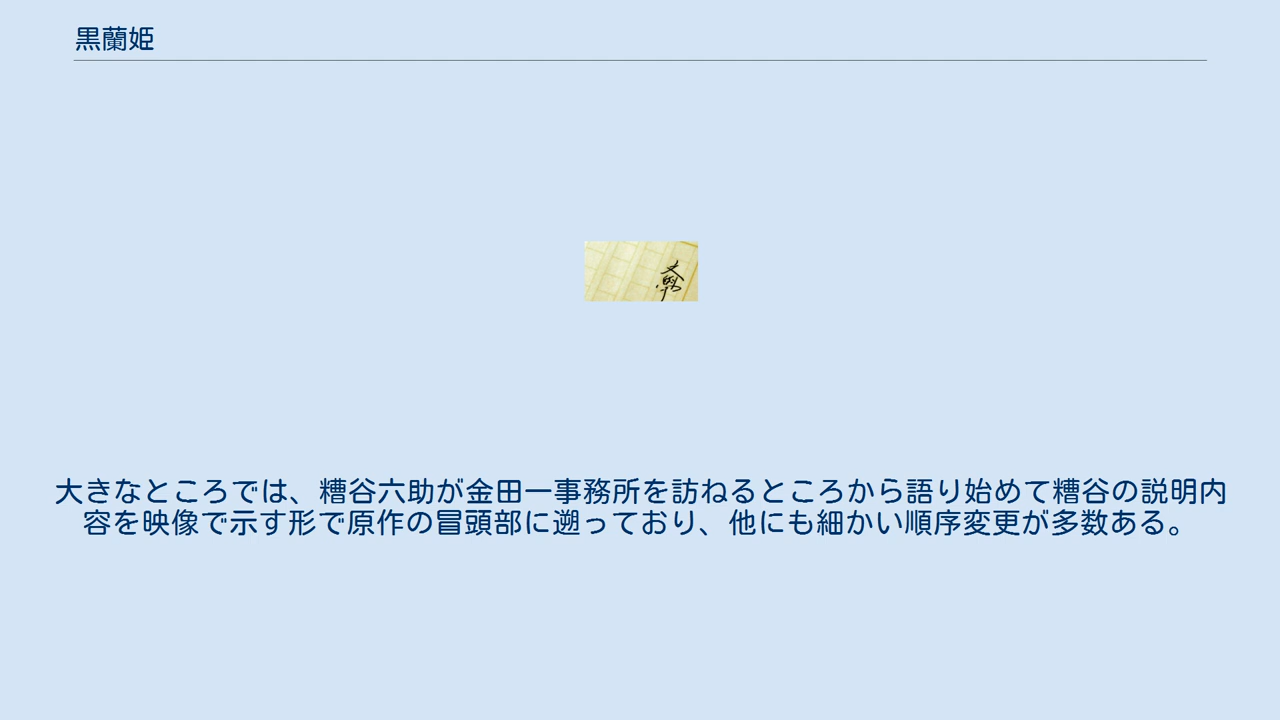 黒蘭姫
大きなところでは、糟谷六助が金田一事務所を訪ねるところから語り始めて糟谷の説明内
容を映像で示す形で原作の冒頭部に遡っており、他にも細かい順序変更が多数ある。